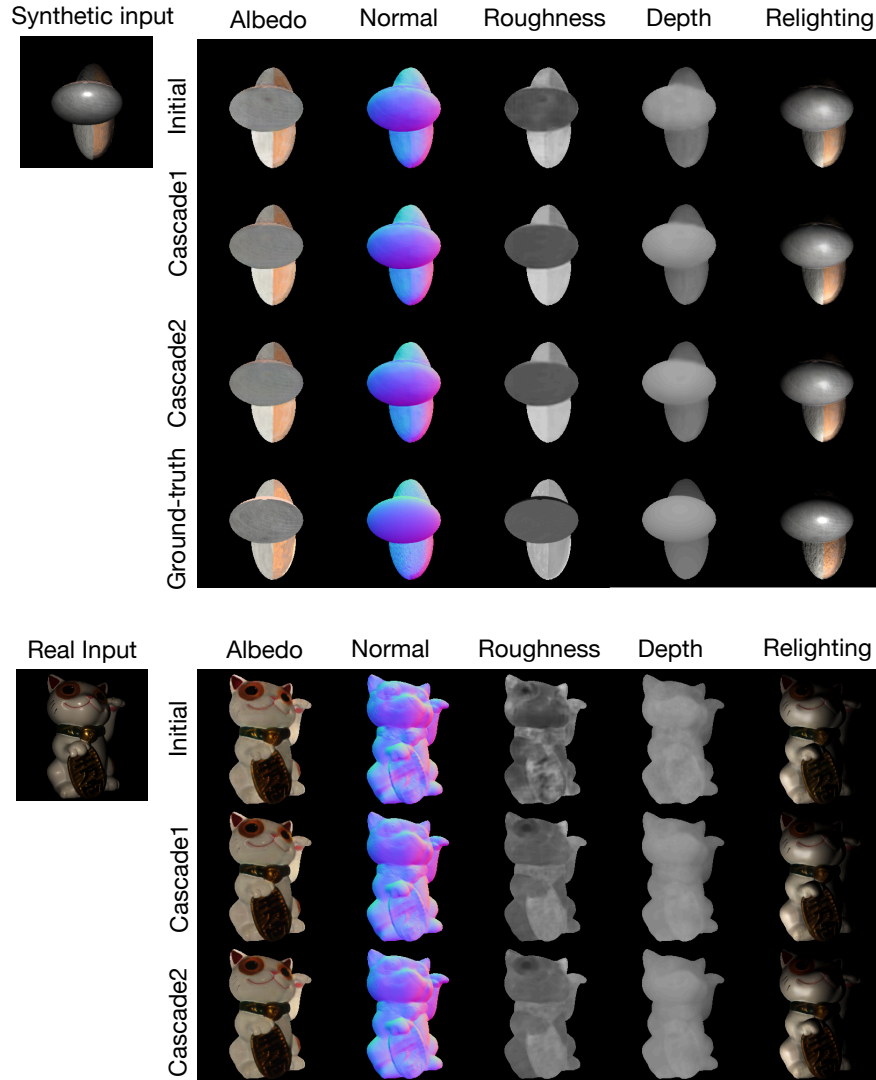 Synthetic input
Albedo
Normal
Roughness
Depth
Relighting
Initial
Cascade1
Cascade2
Ground-truth
Real Input
Albedo
Normal
Roughness
Depth
Relighting
Initial
Cascade1
Cascade2